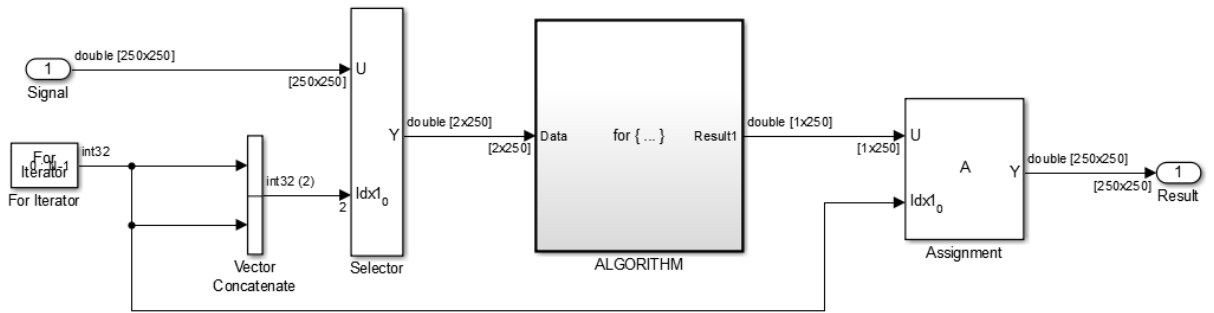 1
Signal
double [250x250]
[250x250]
U
Y
Idx1
0
Selector
For
Iterator
For Iterator
int32
int32 (2)
2
Vector
Concatenate
double [2x250]
[2x250]
Data
for { ... }
Result1
ALGORITHM
double [1x250]
[1x250]
U
A
Y
Idx1
0
Assignment
double [250x250]
[250x250]
1
Result